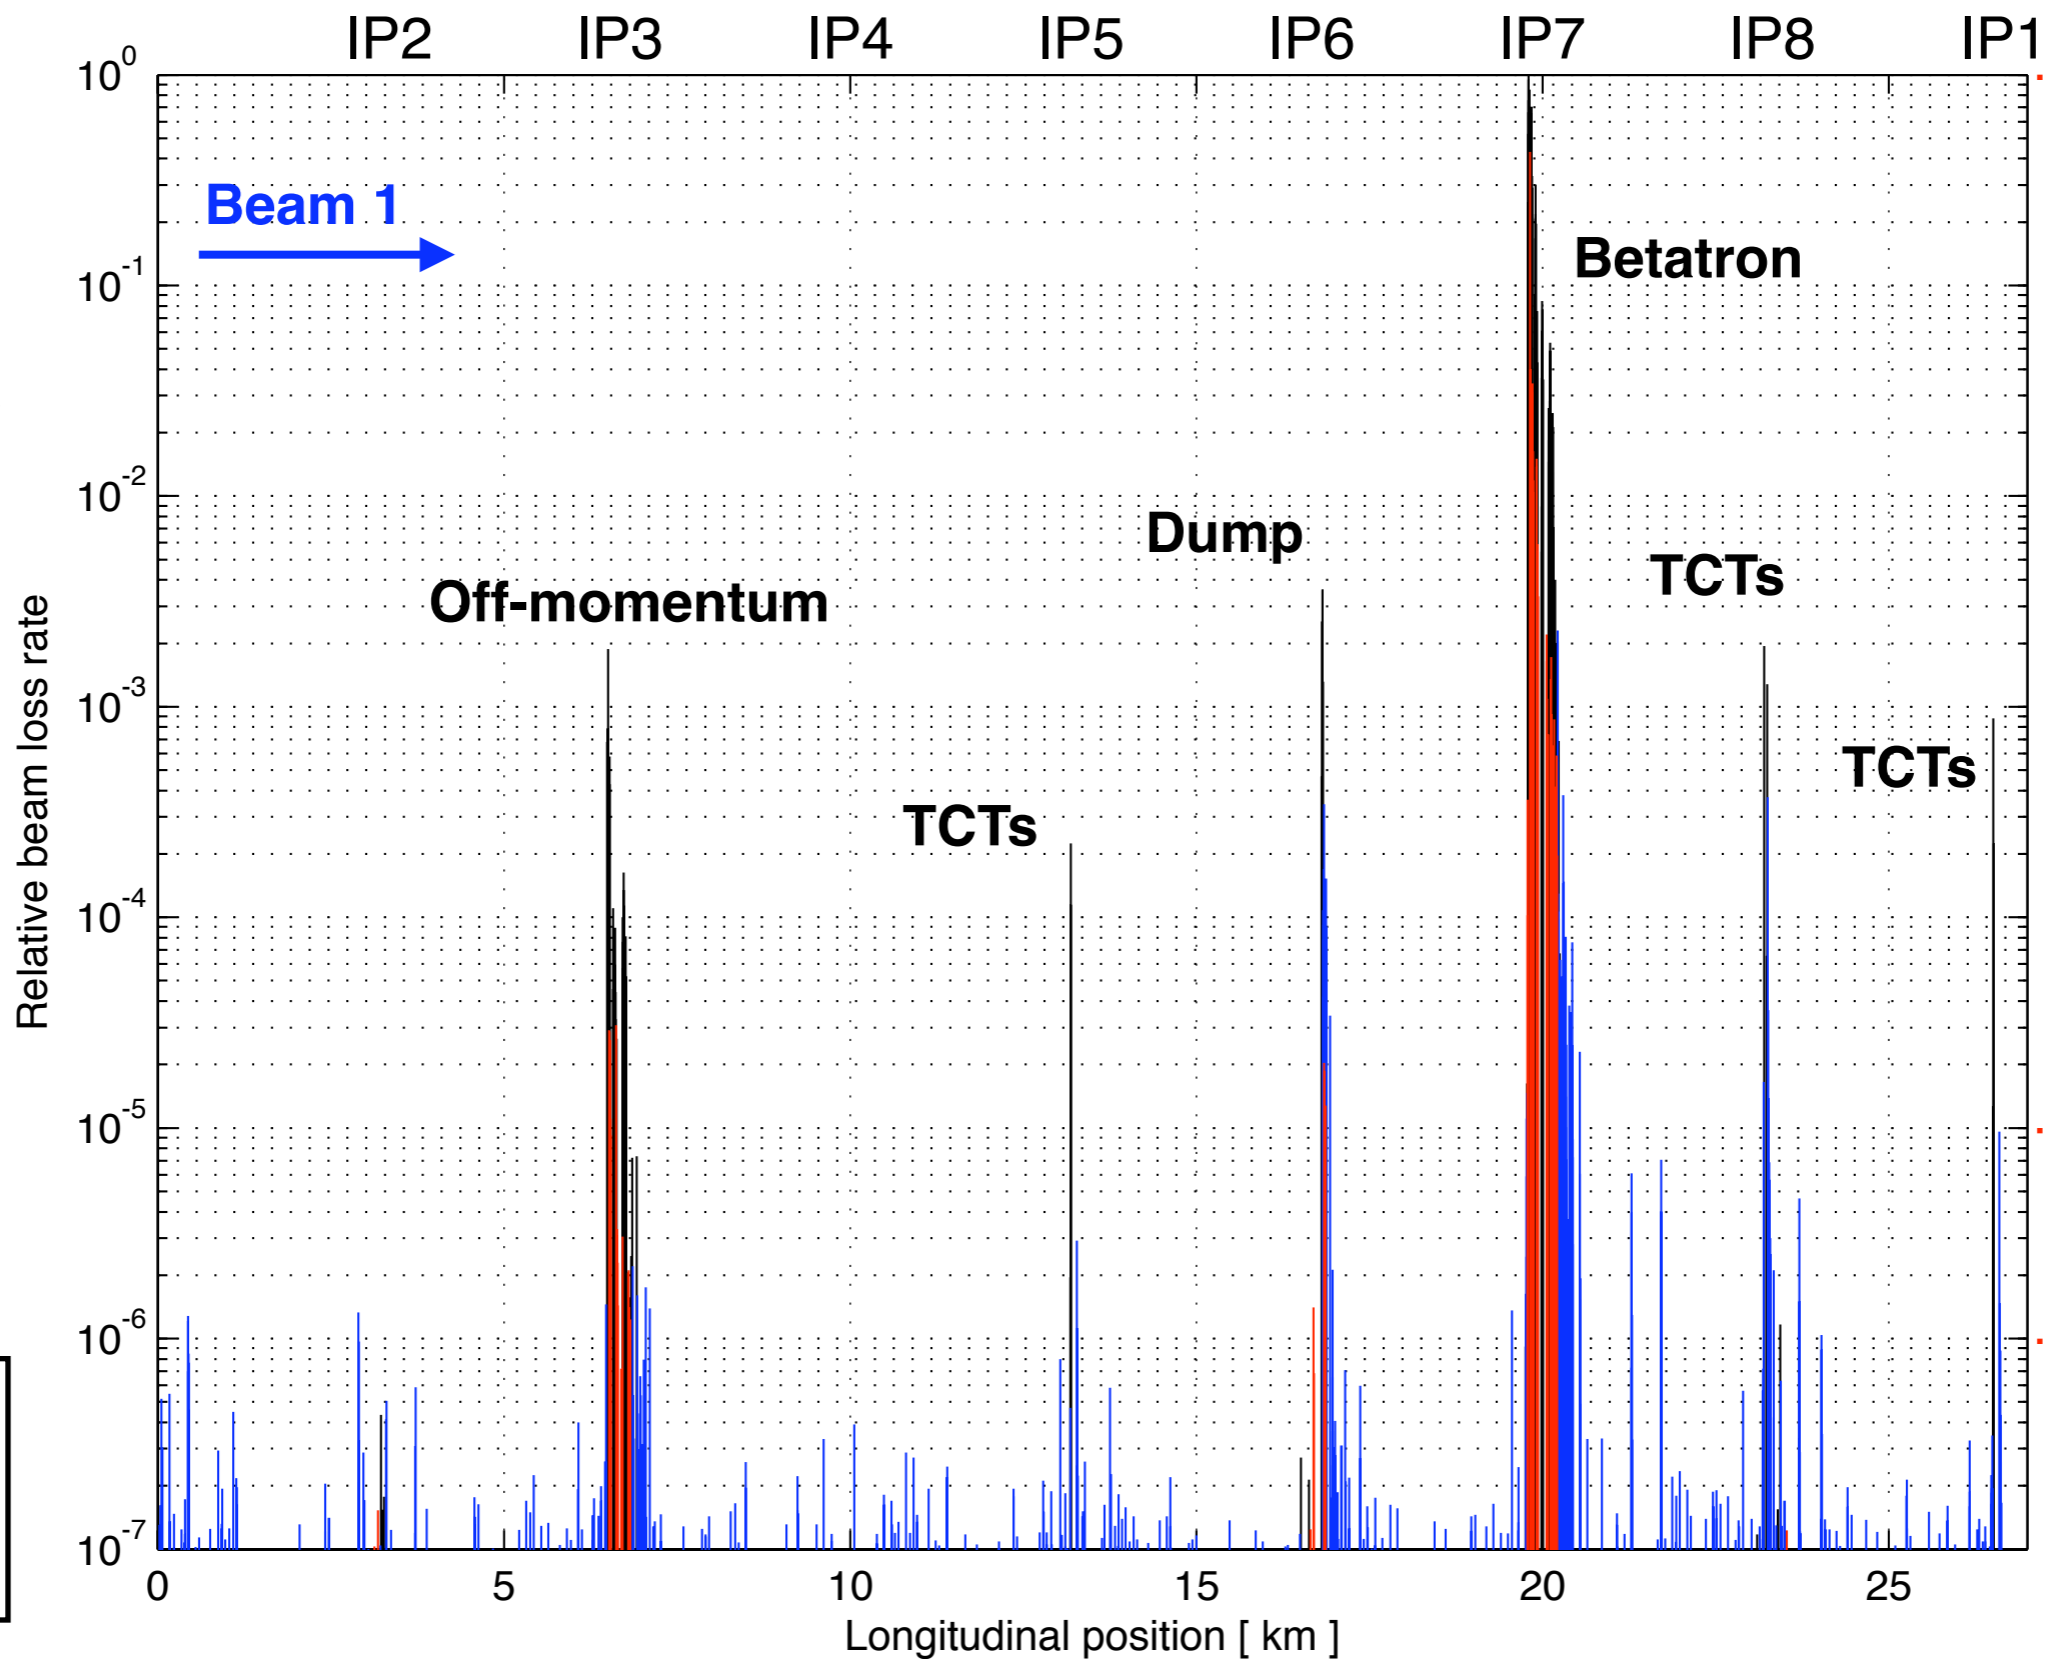 IP2 IP3 IP4 IP5 IP6 IP7 IP8 IP1
10^0
Beam 1
Betatron
10^-1
10^-2
Dump
TCTs
Off-momentum
10^-3
TCTs
TCTs
10^-4
10^-5
10^-6
10^-7
Relative beam loss rate
0 5 10 15 20 25
Longitudinal position [ km ]